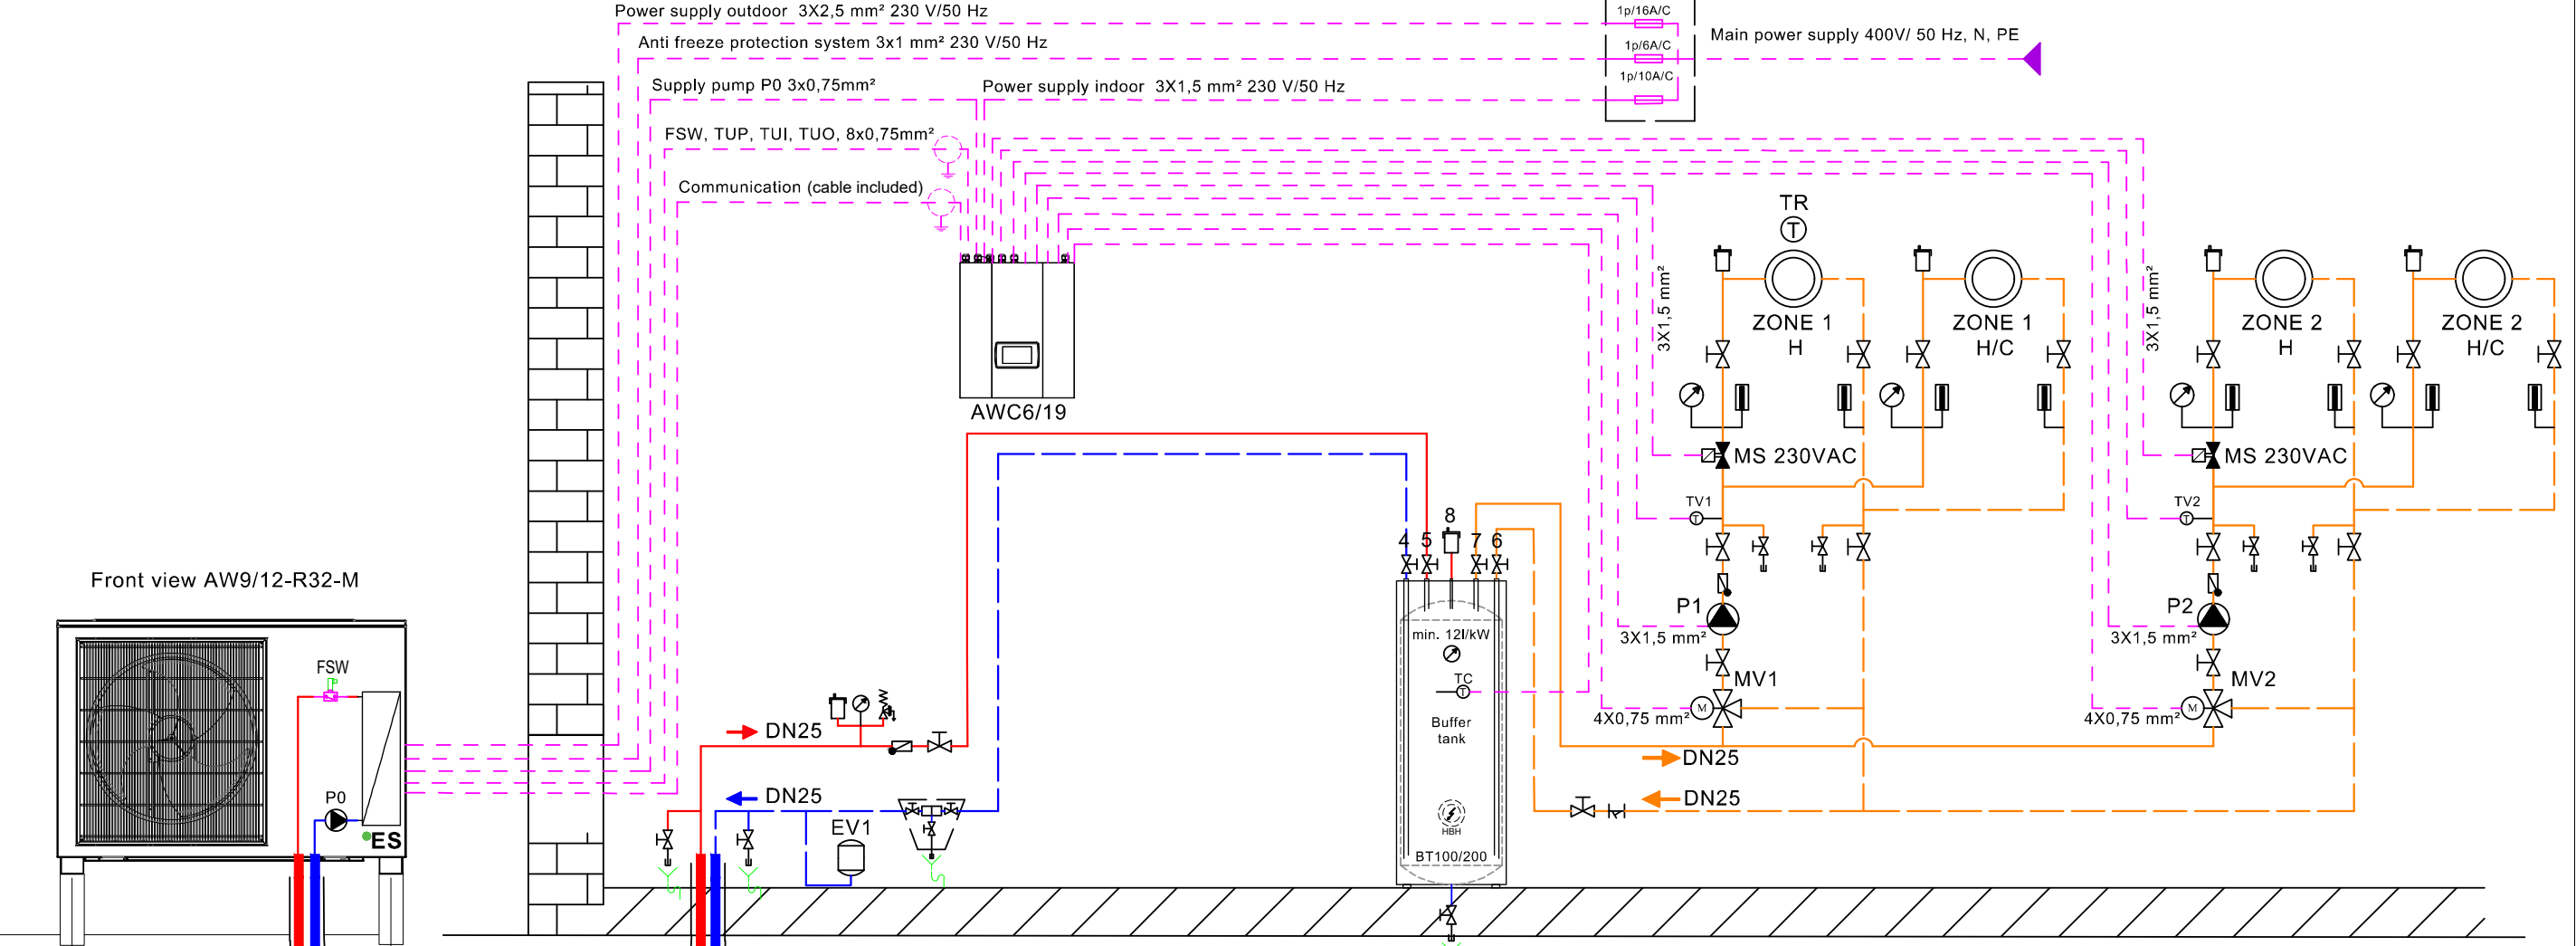 Power supply outdoor 3X2,5 mm² 230 V/50 Hz
1p/16A/C
Anti freeze protection system 3x1 mm² 230 V/50 Hz
1p/6A/C
Main power supply 400V/ 50 Hz, N, PE
Supply pump P0 3x0,75mm²
Power supply indoor 3X1,5 mm² 230 V/50 Hz
1p/10A/C
FSW, TUP, TUI, TUO, 8x0,75mm²
Communication (cable included)
TR
T
3X1,5 mm²
ZONE 1
H
ZONE 1
H/C
3X1,5 mm²
ZONE 2
H
ZONE 2
H/C
AWC6/19
MS 230VAC
MS 230VAC
TV1
T
TV2
T
8
4 5 7 6
Front view AW9/12-R32-M
P1
3X1,5 mm²
P2
3X1,5 mm²
min. 12l/kW
FSW
TC
T
MV1
M
4X0,75 mm²
MV2
M
4X0,75 mm²
Buffer
tank
DN25
DN25
P0
DN25
DN25
EV1
HBH
ES
BT100/200